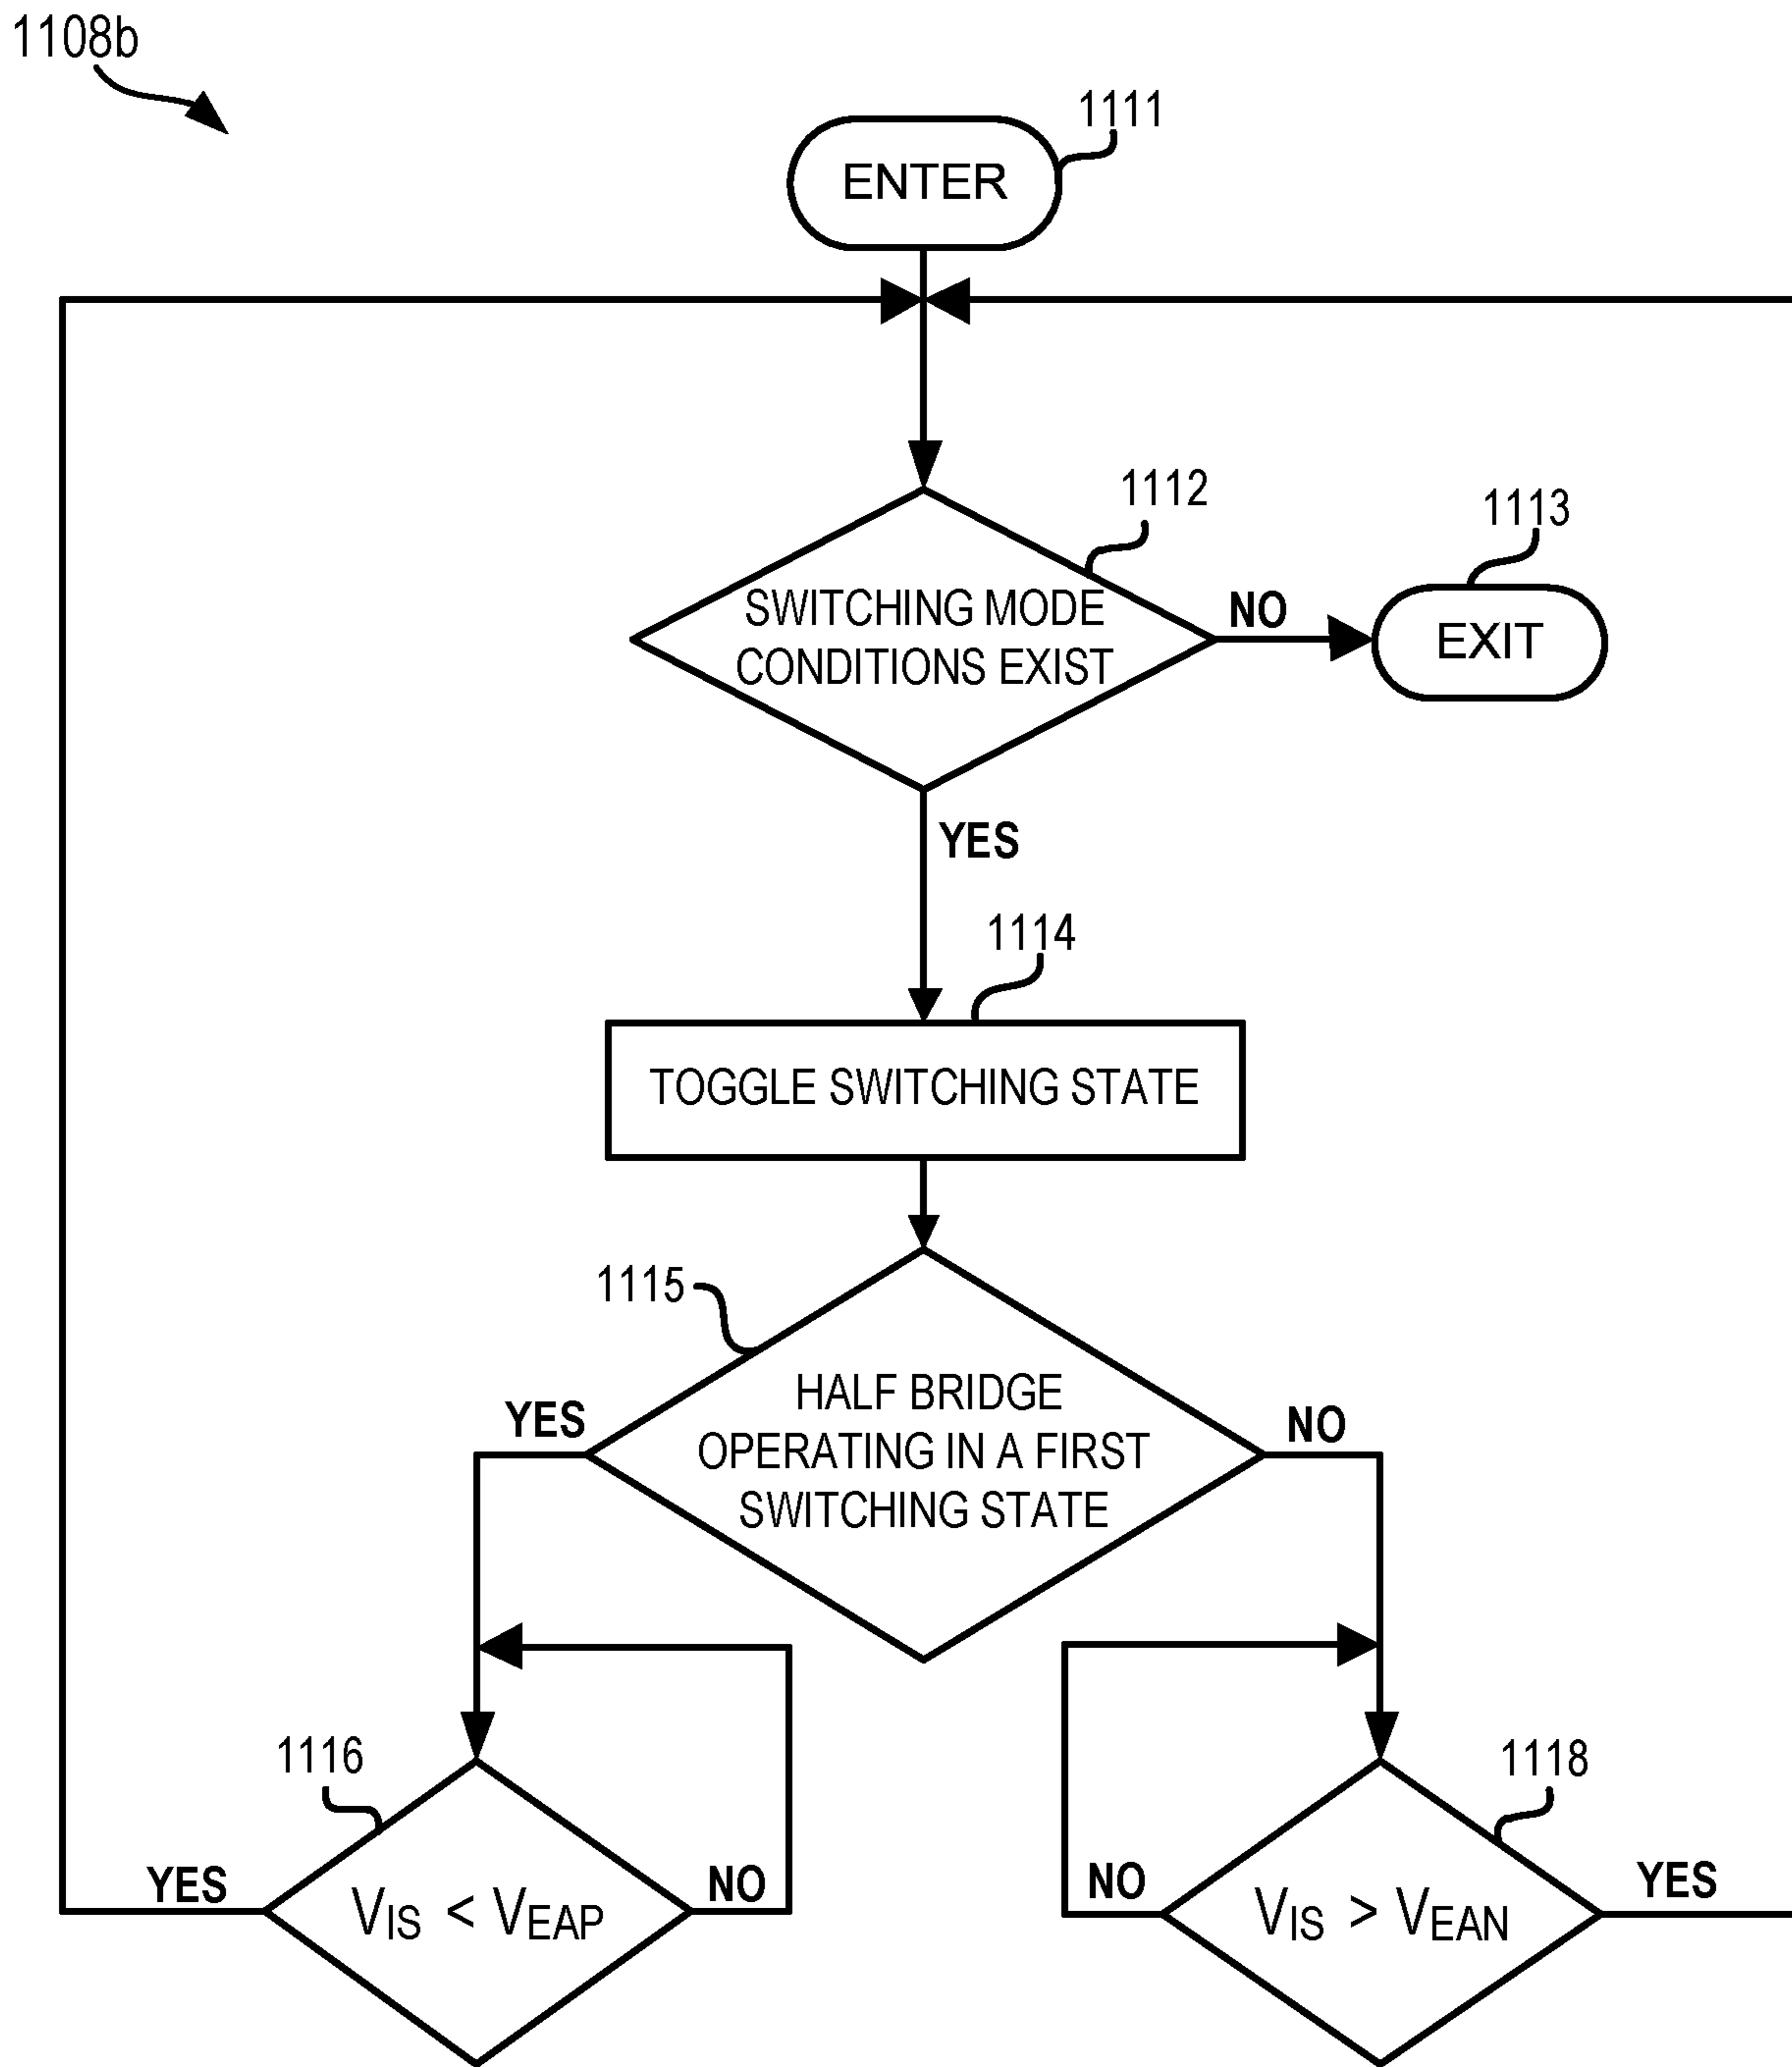 1108b
1111
ENTER
1112
1113
SWITCHING MODE
CONDITIONS EXIST
NO
EXIT
YES
1114
TOGGLE SWITCHING STATE
1115
HALF BRIDGE
OPERATING IN A FIRST
SWITCHING STATE
YES
NO
1116
1118
YES
VIS < VEAP
NO
NO
VIS > VEAN
YES